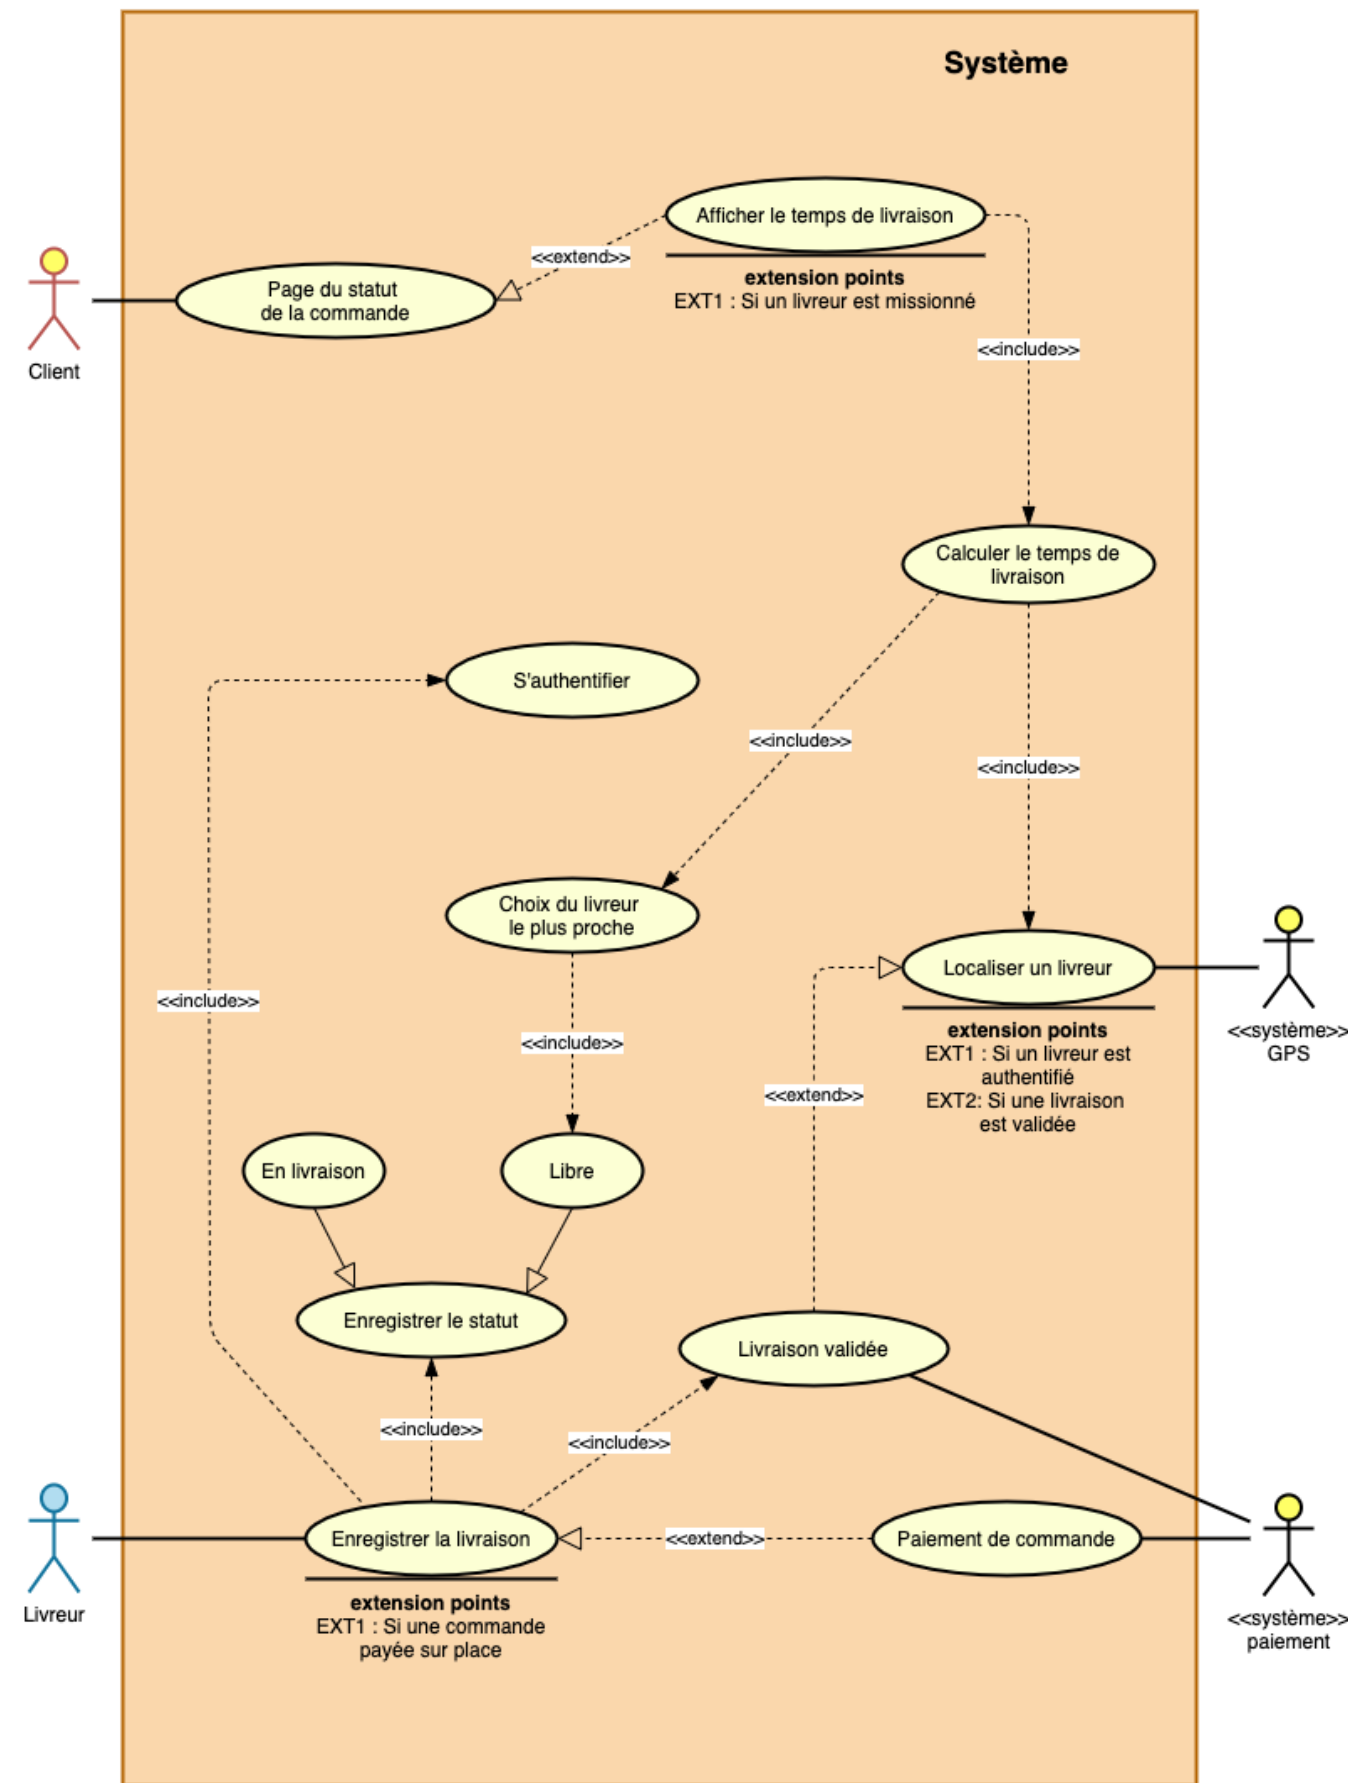 Système
Afficher le temps de livraison
<<extend>>
extension points
EXT1 : Si un livreur est missionné
Page du statut
de la commande
Client
<<include>>
Calculer le temps de
livraison
S'authentifier
<<include>>
<<include>>
Choix du livreur
le plus proche
Localiser un livreur
<<include>>
<<système>>
GPS
extension points
EXT1 : Si un livreur est
authentifié
EXT2: Si une livraison
est validée
<<include>>
<<extend>>
En livraison
Libre
Enregistrer le statut
Livraison validée
<<include>>
<<include>>
Enregistrer la livraison
<<extend>>
Paiement de commande
Livreur
extension points
EXT1 : Si une commande
payée sur place
<<système>>
paiement